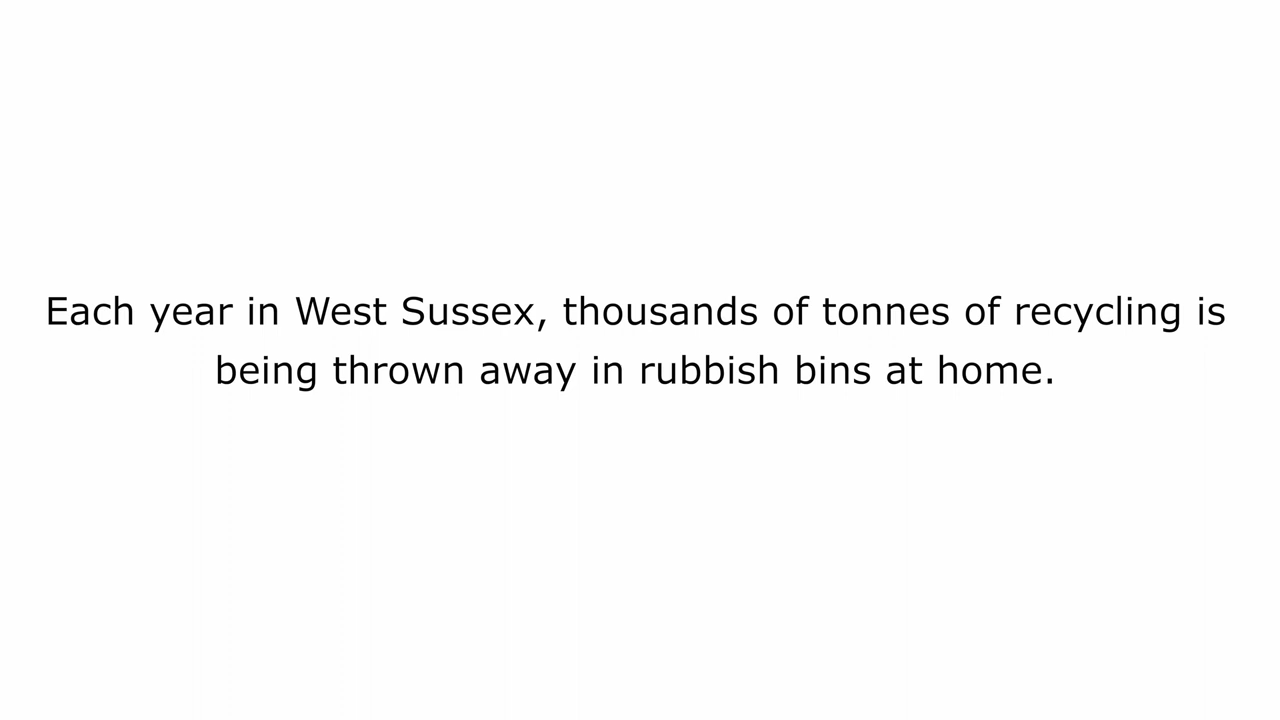 Each year in West Sussex, thousands of tonnes of recycling is
being thrown away in rubbish bins at home.